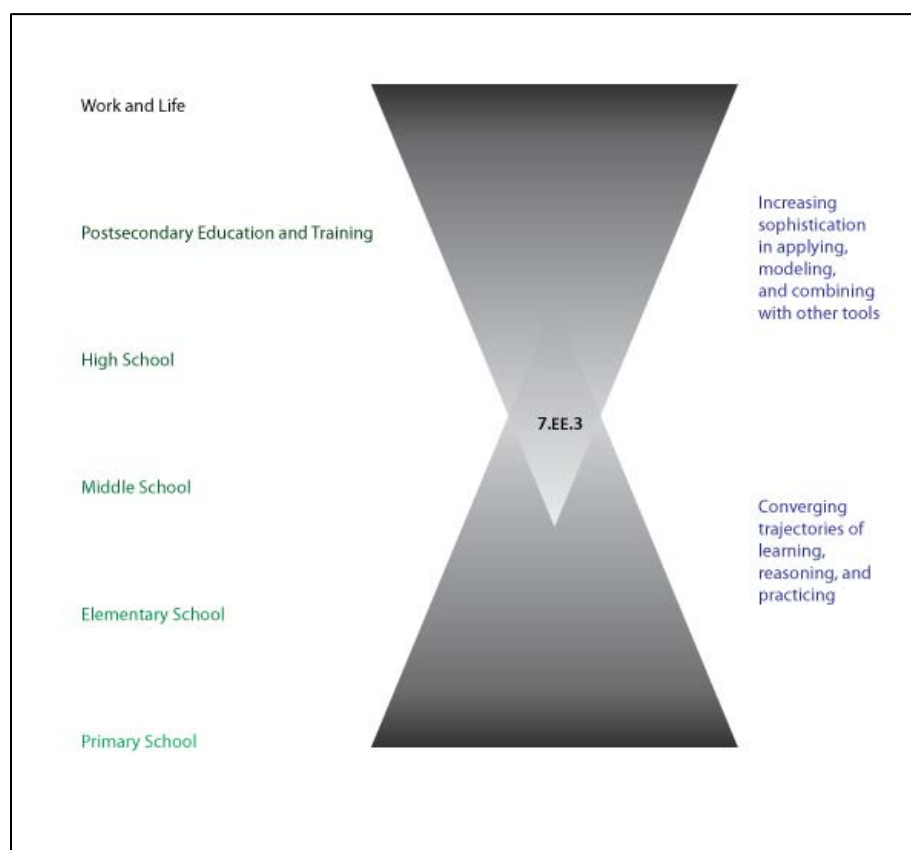 Work and Life
Postsecondary Education and Training
High School
Middle School
Elementary School
Primary School
7.EE.3
Increasing
sophistication
in applying,
modeling,
and combining
with other tools
Converging
trajectories of
learning,
reasoning, and
practicing